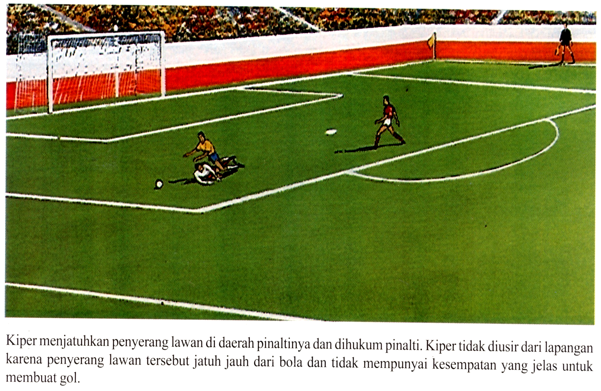 Kiper menjatuhkan penyerang lawan di daerah pinaltinya dan dihukum pinalti. Kiper tidak diusir dari lapangan
karena penyerang lawan tersebut jatuh jauh dari bola dan tidak mempunyai kesempatan yang jelas untuk
membuat gol.